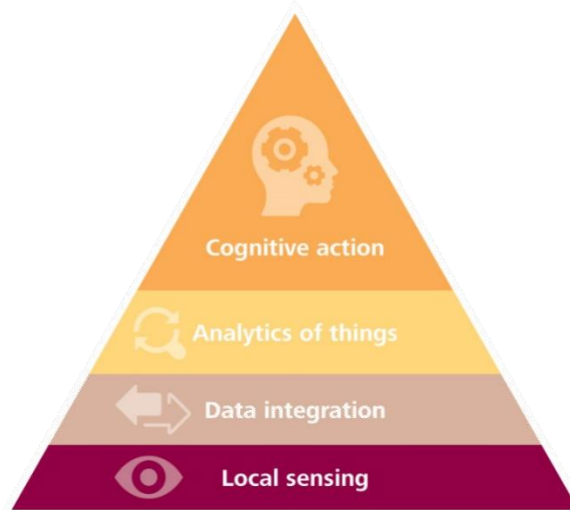 Cognitive action
Analytics of things
Data integration
Local sensing